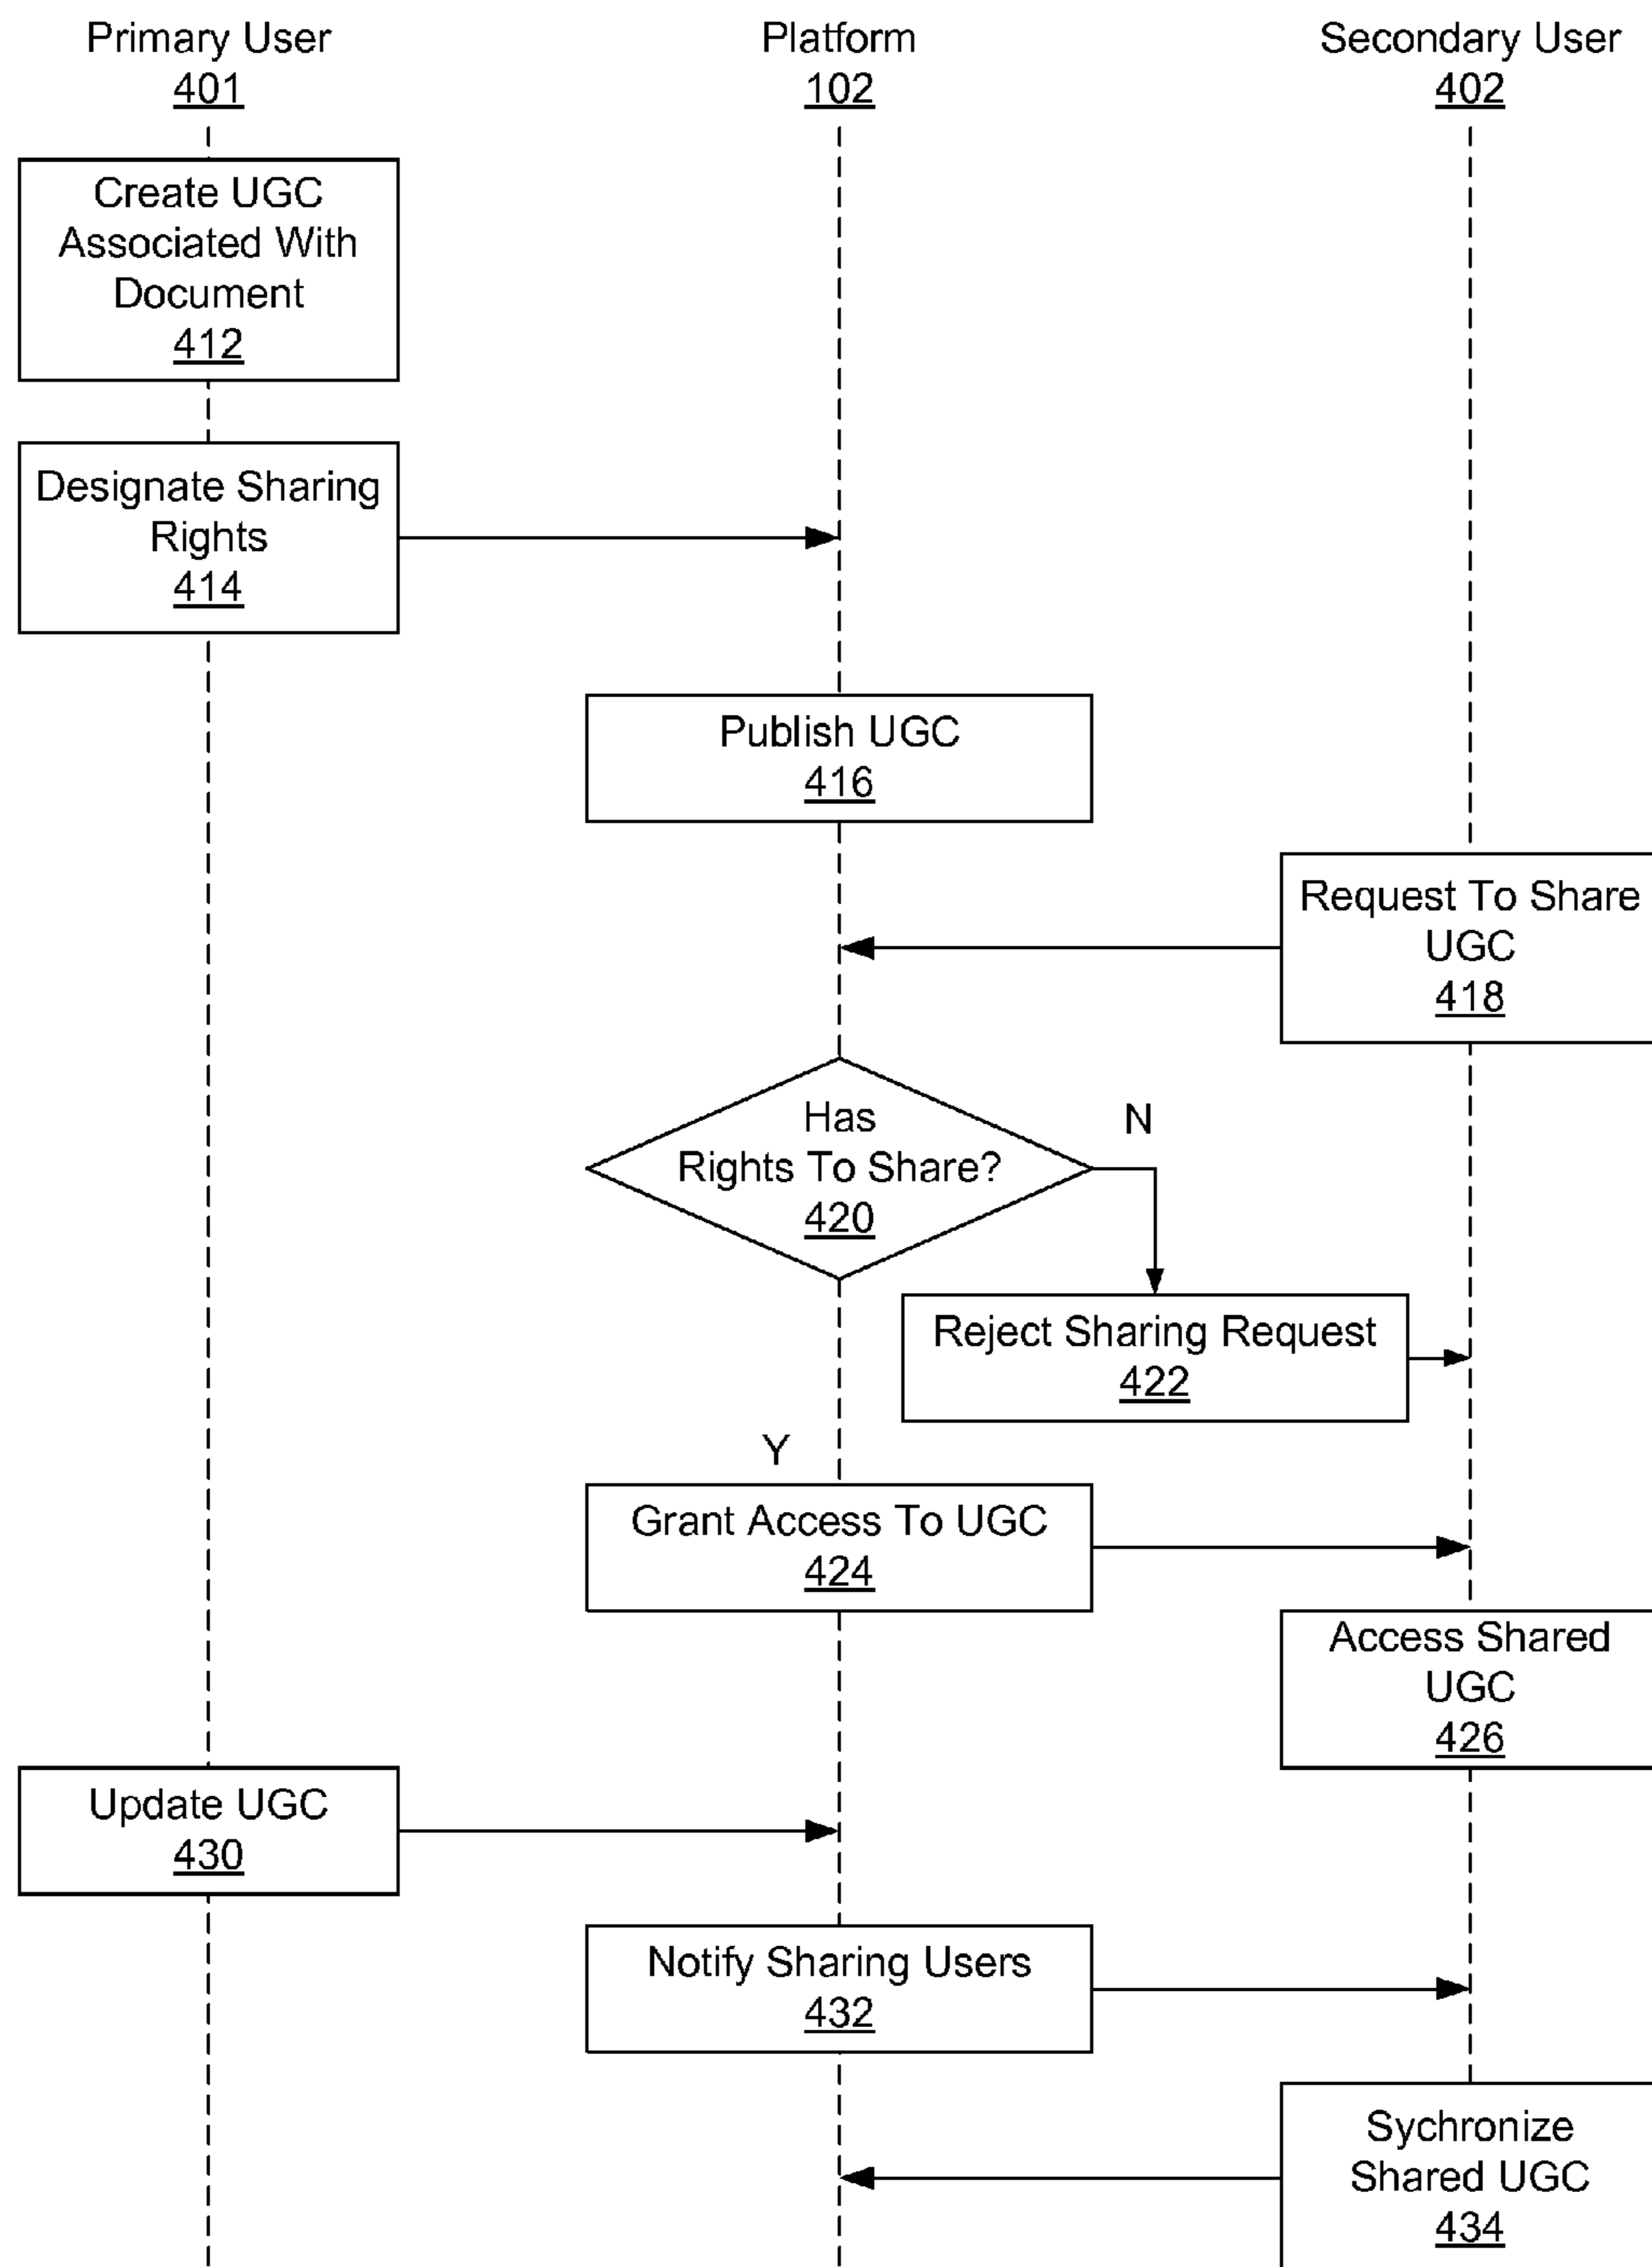 Primary User
401
Platform
102
Secondary User
402
Create UGC
Associated With
Document
412
Designate Sharing
Rights
414
Publish UGC
416
Request To Share
UGC
418
Has
Rights To Share?
420
N
Reject Sharing Request
422
Y
Grant Access To UGC
424
Access Shared
UGC
426
Update UGC
430
Notify Sharing Users
432
Sychronize
Shared UGC
434